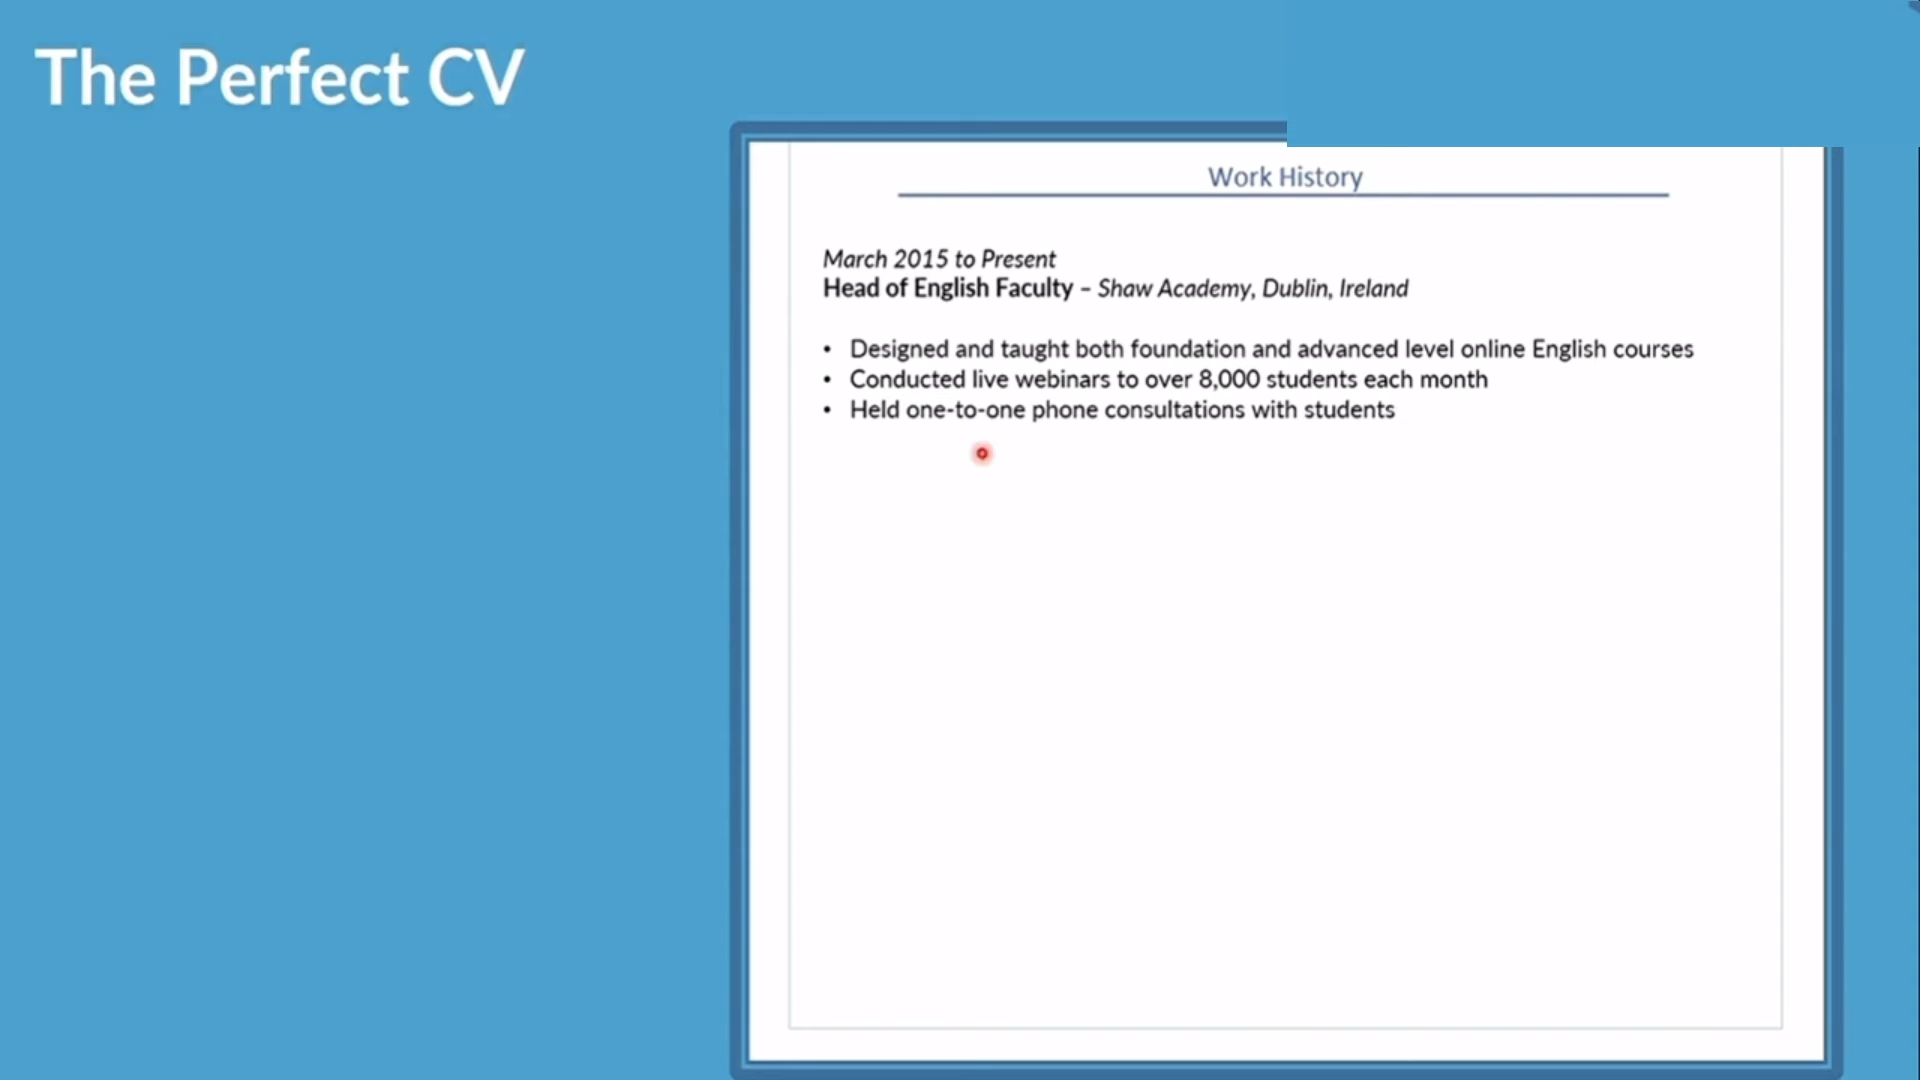 The Perfect CV
Work History
March 2015 to Present
Head of English Faculty – Shaw Academy, Dublin, Ireland
• Designed and taught both foundation and advanced level online English courses
• Conducted live webinars to over 8,000 students each month
• Held one-to-one phone consultations with students